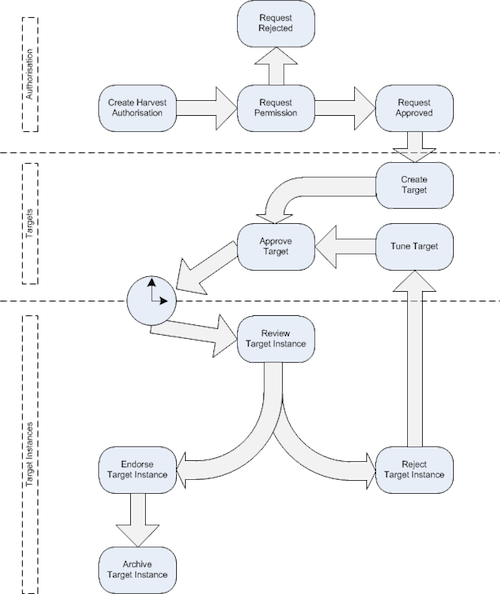 Request
Rejected
Authorisation
Create Harvest
Authorisation
Request
Permission
Request
Approved
Create
Target
Targets
Approve
Target
Tune Target
Review
Target Instance
Target Instances
Endorse
Target Instance
Reject
Target Instance
Archive
Target Instance